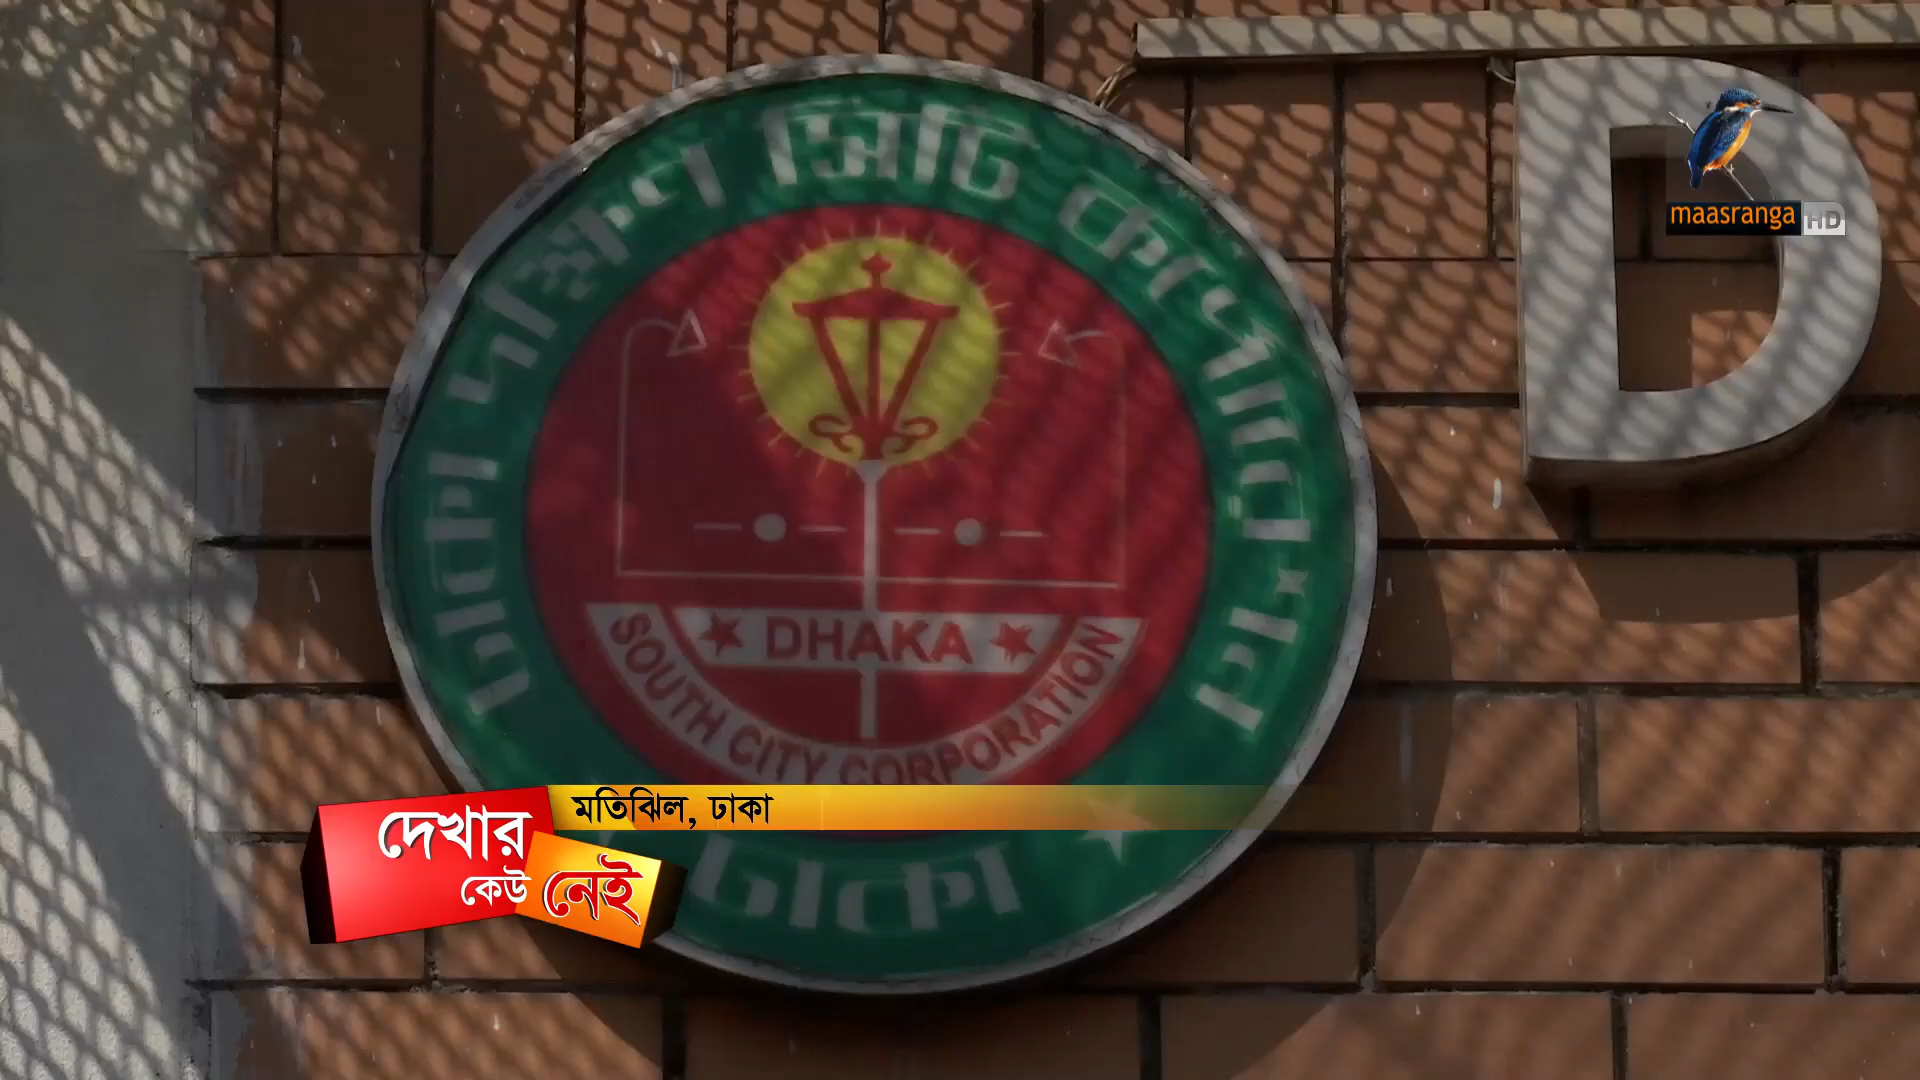 ঢাকা দক্ষিণ সিটি কর্পোরেশন
D
maasranga HD
DHAKA
SOUTH CITY CORPORATION
মতিঝিল, ঢাকা
দেখার
কেউ নেই
ঢাকা